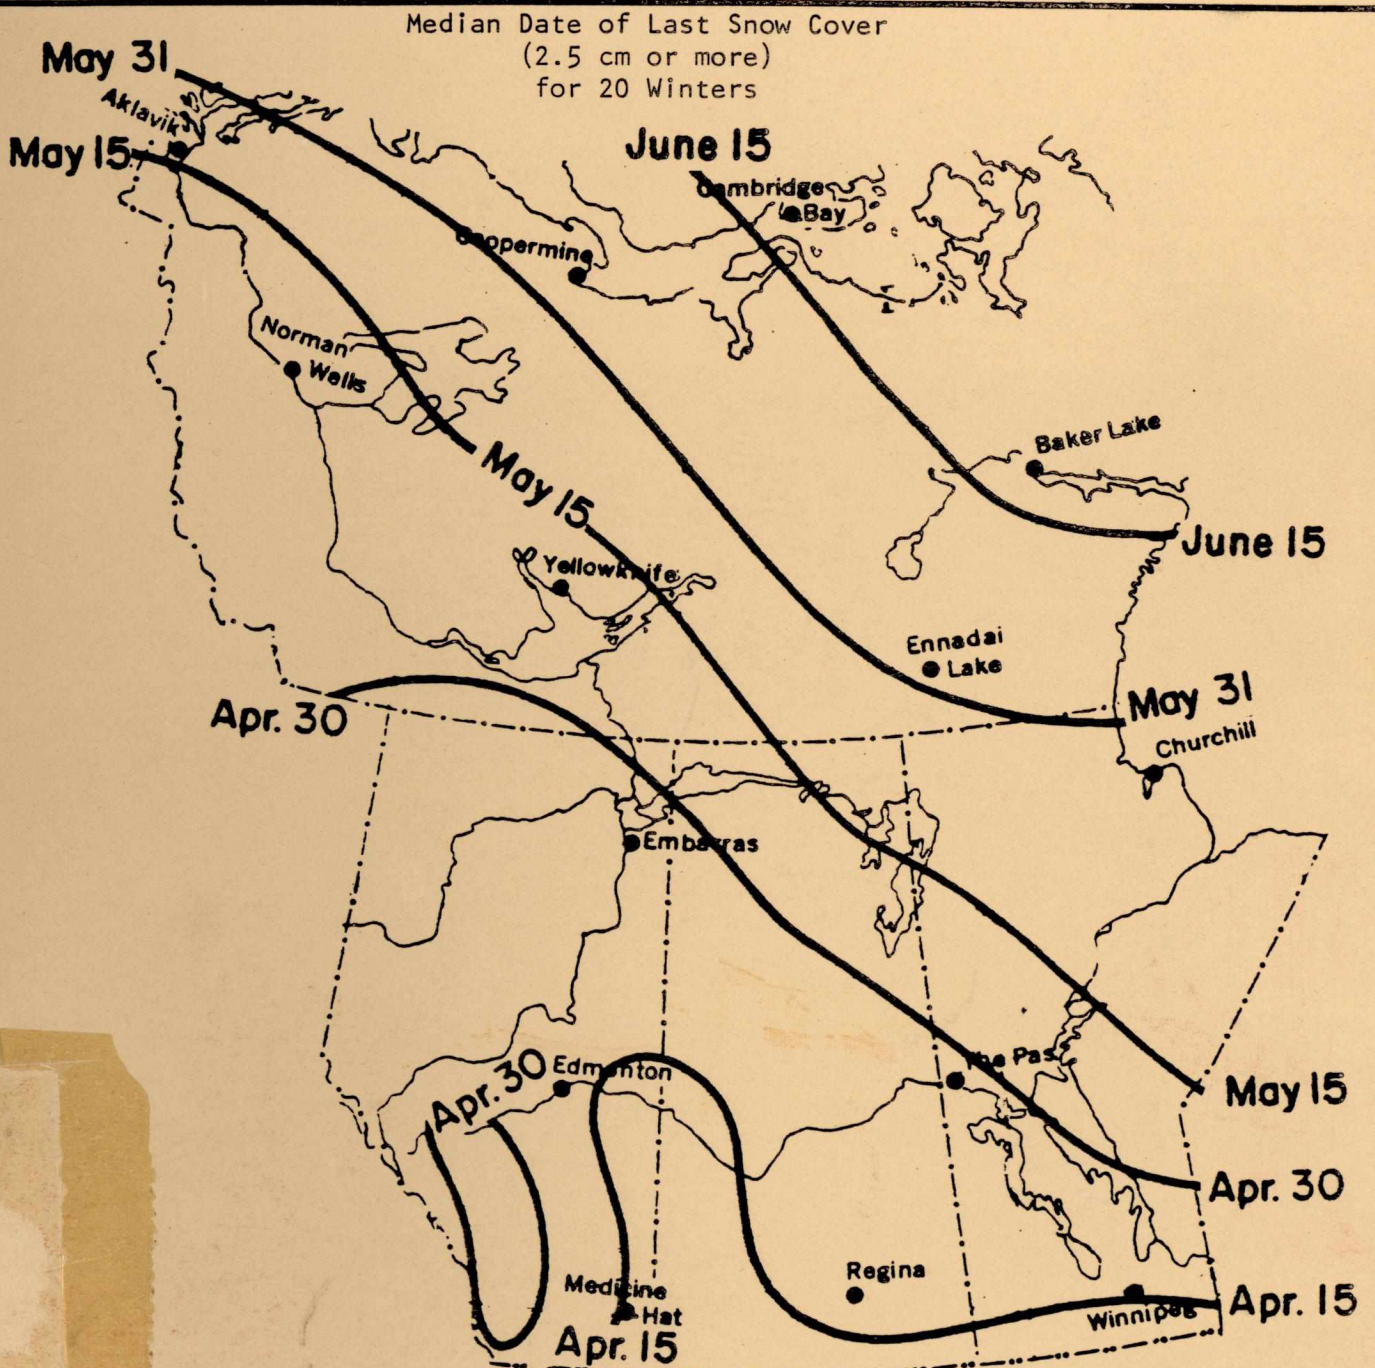 Median Date of Last Snow Cover
(2.5 cm or more)
for 20 Winters
May 31
Aklavik
May 15
June 15
Cambridge
Bay
Coppermine
Norman
Wells
Baker Lake
May 15
June 15
Yellowknife
Ennadai
Lake
May 31
Apr. 30
Churchill
Embarras
The Pas
Apr. 30
Edmonton
May 15
Apr. 30
Regina
Medicine
Hat
Winnipeg
Apr. 15
Apr. 15